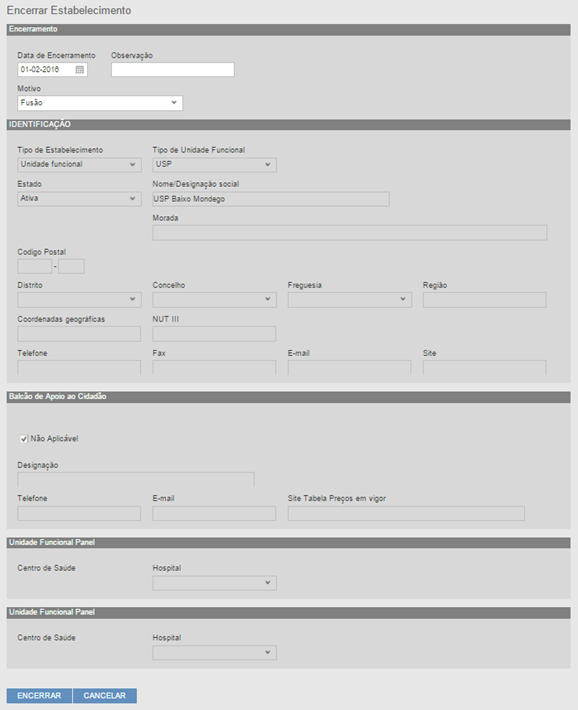 Encerrar Estabelecimento
Encerramento
Data de Encerramento Observação
01-02-2016
Motivo
Fusão
IDENTIFICAÇÃO
Tipo de Estabelecimento Tipo de Unidade Funcional
Unidade funcional USP
Estado Nome/Designação social
Ativa USP Baixo Mondego
Morada
Codigo Postal
-
Distrito Concelho Freguesia Região
Coordenadas geográficas NUT III
Telefone Fax E-mail Site
Balcão de Apoio ao Cidadão
Não Aplicável
Designação
Telefone E-mail Site Tabela Preços em vigor
Unidade Funcional Panel
Centro de Saúde Hospital
Unidade Funcional Panel
Centro de Saúde Hospital
ENCERRAR CANCELAR